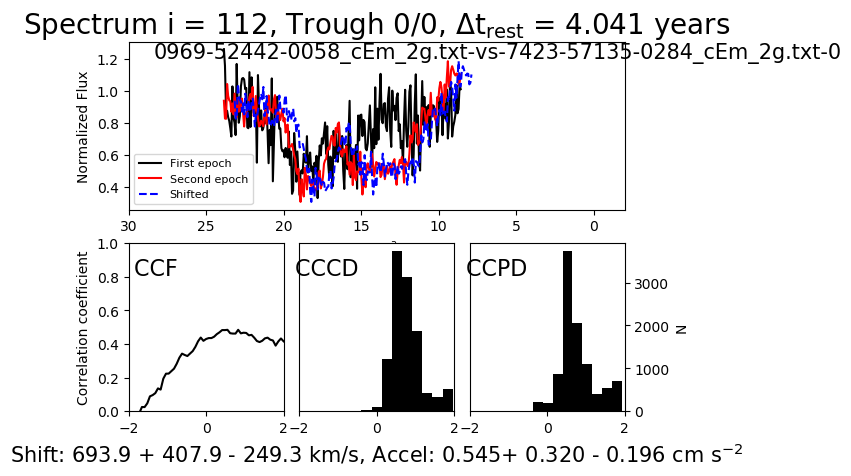 Spectrum i = 112, Trough 0/0, Δt_rest = 4.041 years
0969-52442-0058_cEm_2g.txt-vs-7423-57135-0284_cEm_2g.txt-0
Normalized Flux
1.2
1.0
0.8
0.6
0.4
First epoch
Second epoch
Shifted
30 25 20 15 10 5 0
Correlation coefficient
1.0
0.8
0.6
0.4
0.2
0.0
CCF
CCCD
CCPD
3000
2000
1000
0
N
−2 0 2
−2 0 2
−2 0 2
Shift: 693.9 + 407.9 - 249.3 km/s, Accel: 0.545+ 0.320 - 0.196 cm s⁻²